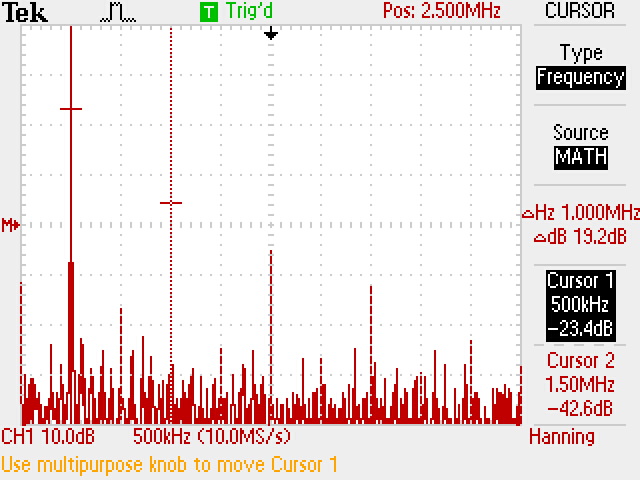 Tek T Trig'd Pos: 2.500MHz CURSOR
Type
Frequency
Source
MATH
M
△Hz 1.000MHz
△dB 19.2dB
Cursor 1
500kHz
−23.4dB
Cursor 2
1.50MHz
−42.6dB
CH1 10.0dB 500kHz (10.0MS/s) Hanning
Use multipurpose knob to move Cursor 1